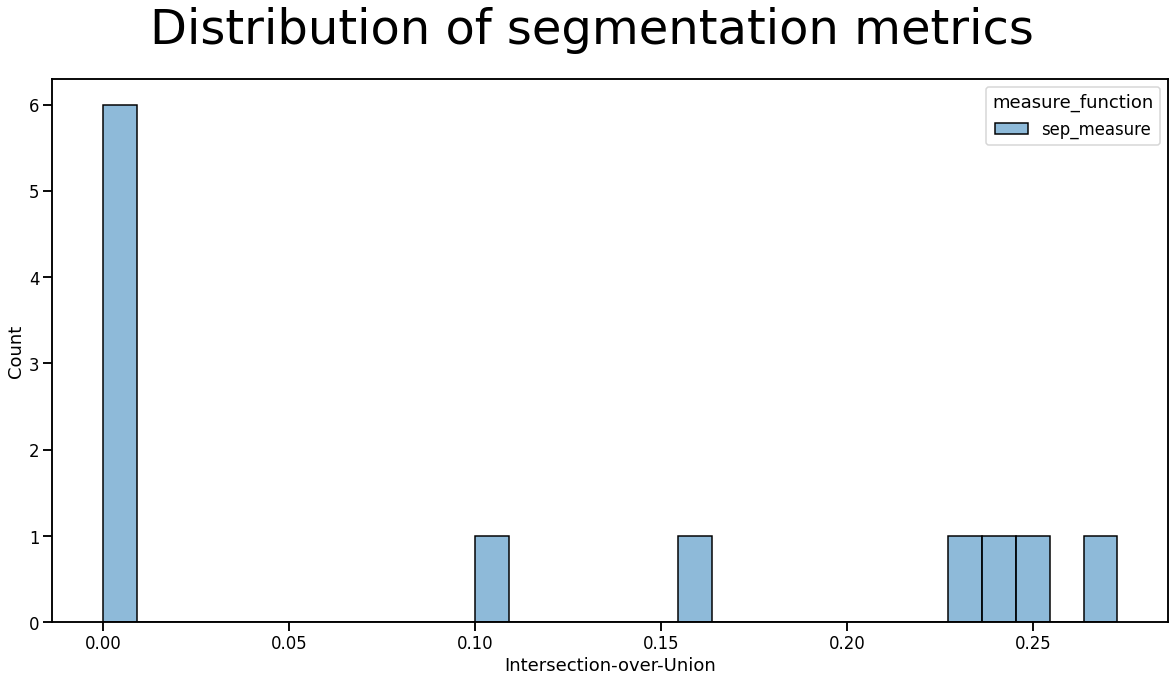 Distribution of segmentation metrics
measure_function
sep_measure
6
5
4
3
2
1
0
Count
0.00 0.05 0.10 0.15 0.20 0.25
Intersection-over-Union